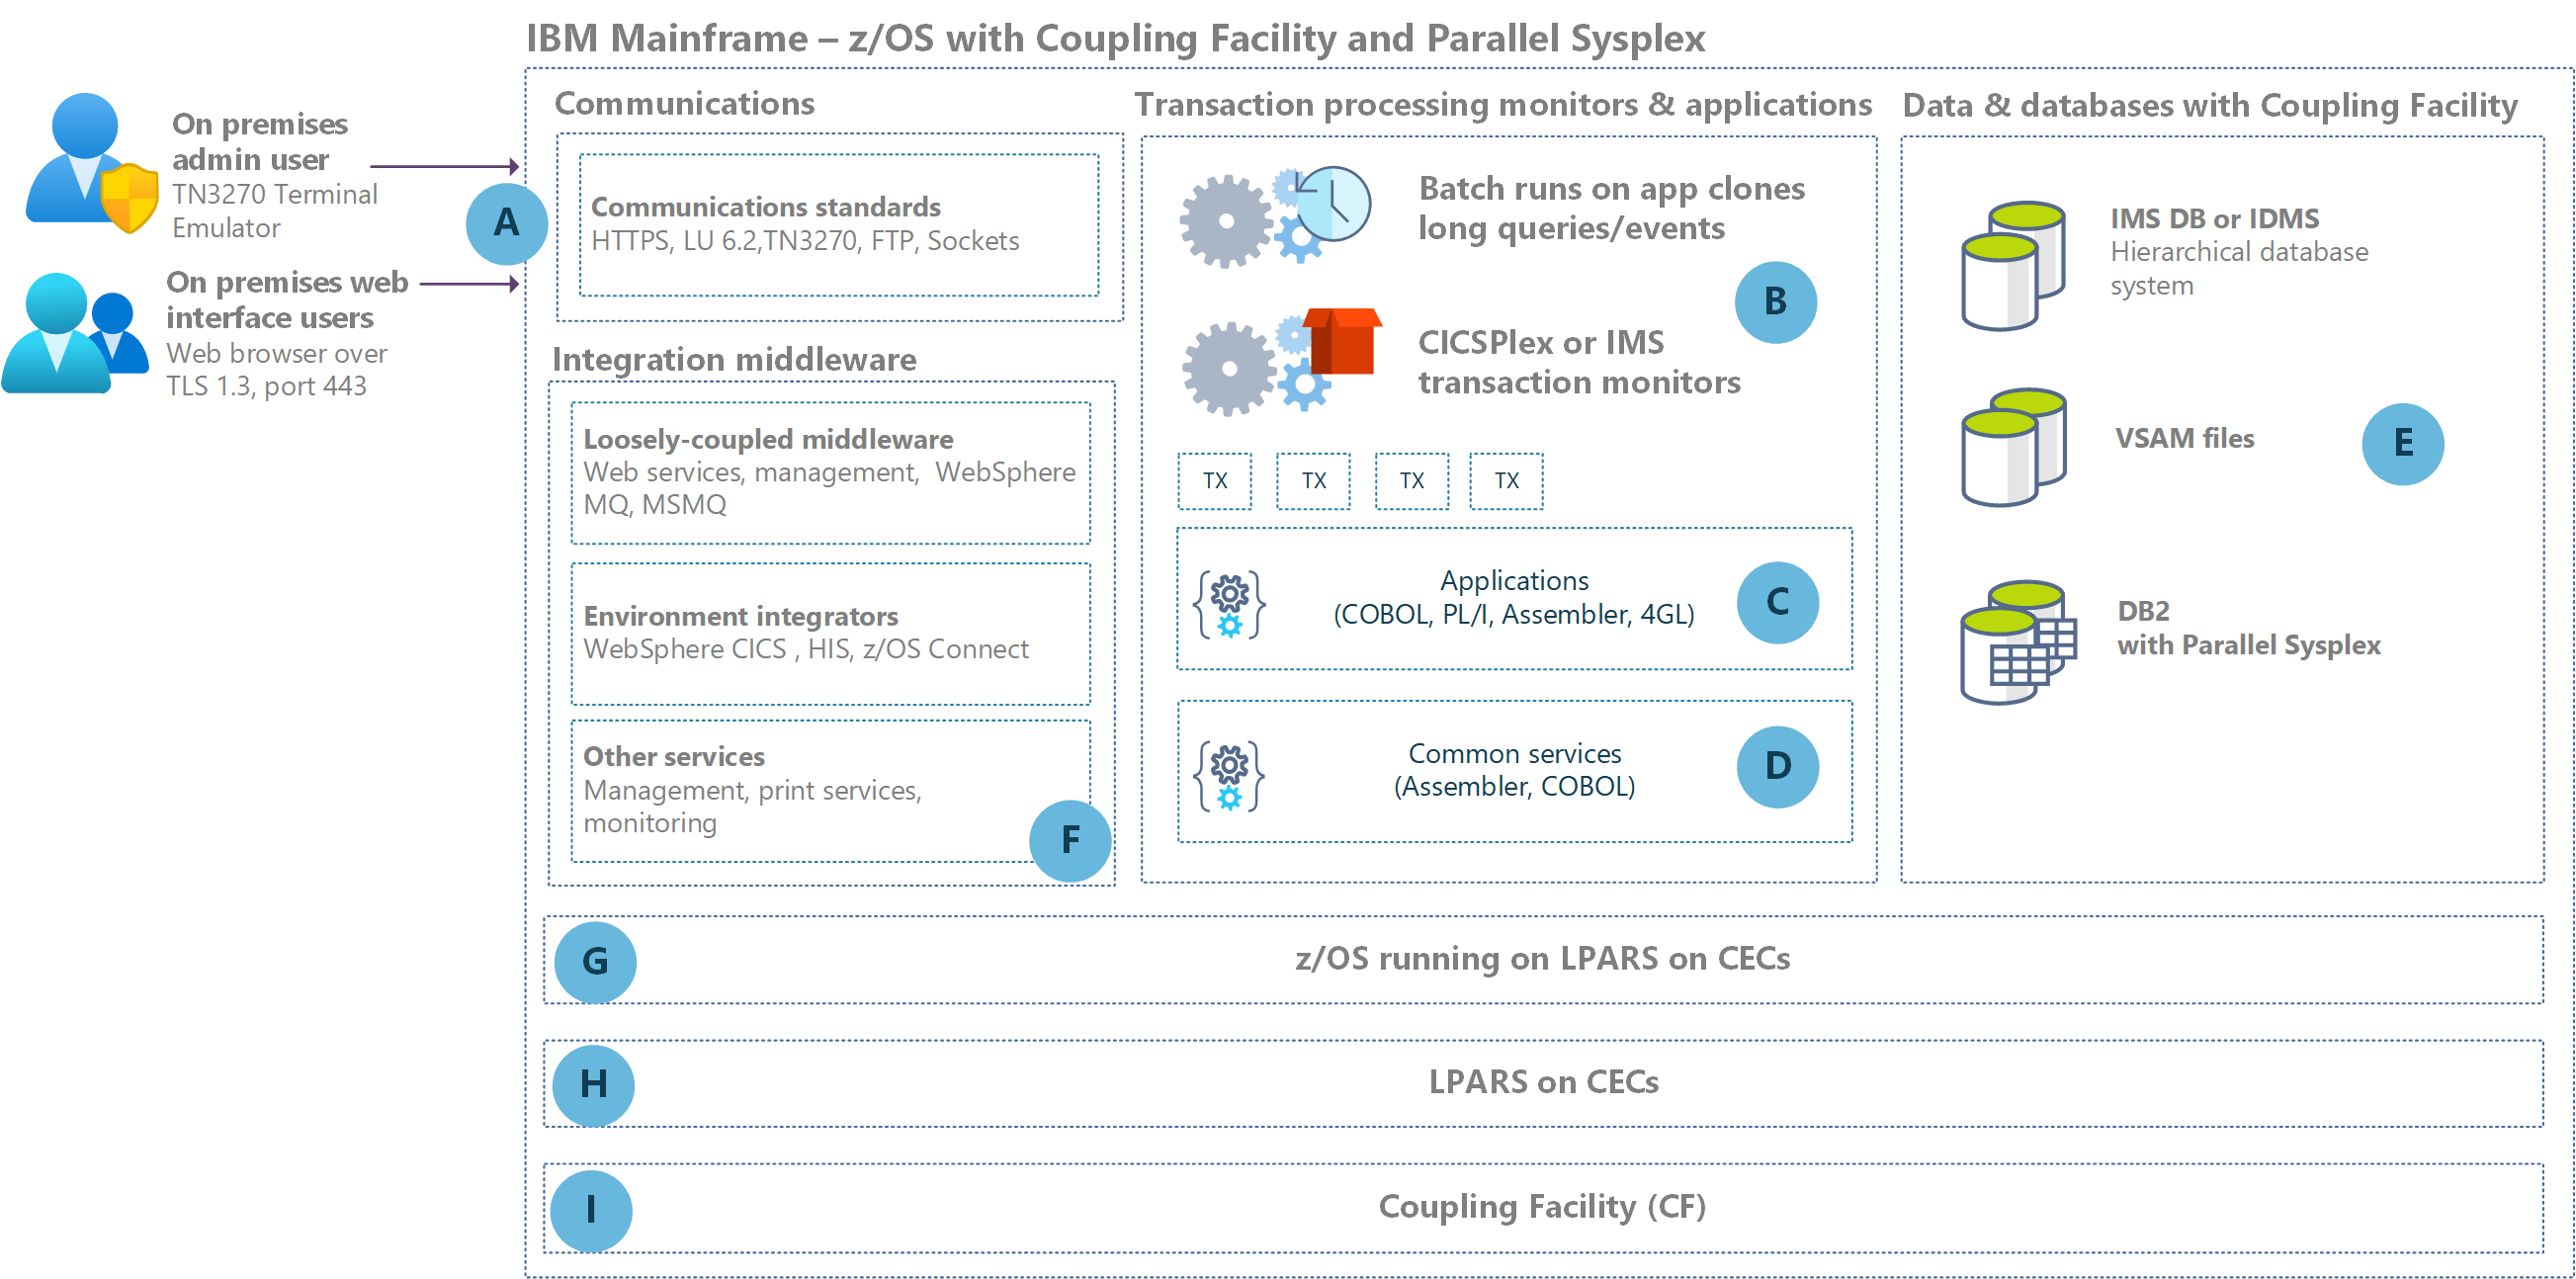 IBM Mainframe – z/OS with Coupling Facility and Parallel Sysplex
On premises
admin user
TN3270 Terminal
Emulator
On premises web
interface users
Web browser over
TLS 1.3, port 443
A
Communications
Communications standards
HTTPS, LU 6.2,TN3270, FTP, Sockets
Integration middleware
Loosely-coupled middleware
Web services, management, WebSphere
MQ, MSMQ
Environment integrators
WebSphere CICS , HIS, z/OS Connect
Other services
Management, print services,
monitoring
F
Transaction processing monitors & applications
Batch runs on app clones
long queries/events
B
CICSPlex or IMS
transaction monitors
TX TX TX TX
Applications
(COBOL, PL/I, Assembler, 4GL)
C
Common services
(Assembler, COBOL)
D
Data & databases with Coupling Facility
IMS DB or IDMS
Hierarchical database
system
VSAM files
E
DB2
with Parallel Sysplex
G
z/OS running on LPARS on CECs
H
LPARS on CECs
I
Coupling Facility (CF)